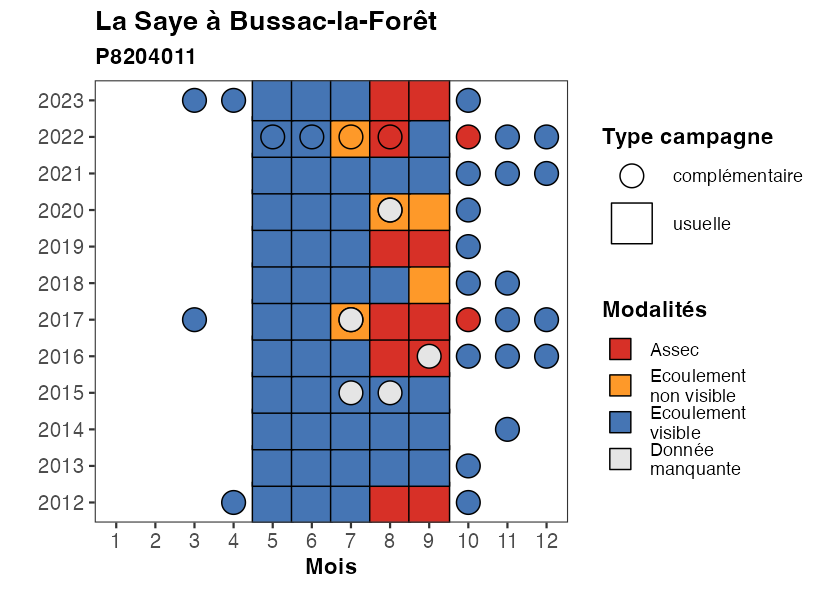 La Saye à Bussac-la-Forêt
P8204011
2023
2022
2021
2020
2019
2018
2017
2016
2015
2014
2013
2012
1 2 3 4 5 6 7 8 9 10 11 12
Mois
Type campagne
complémentaire
usuelle
Modalités
Assec
Ecoulement
non visible
Ecoulement
visible
Donnée
manquante